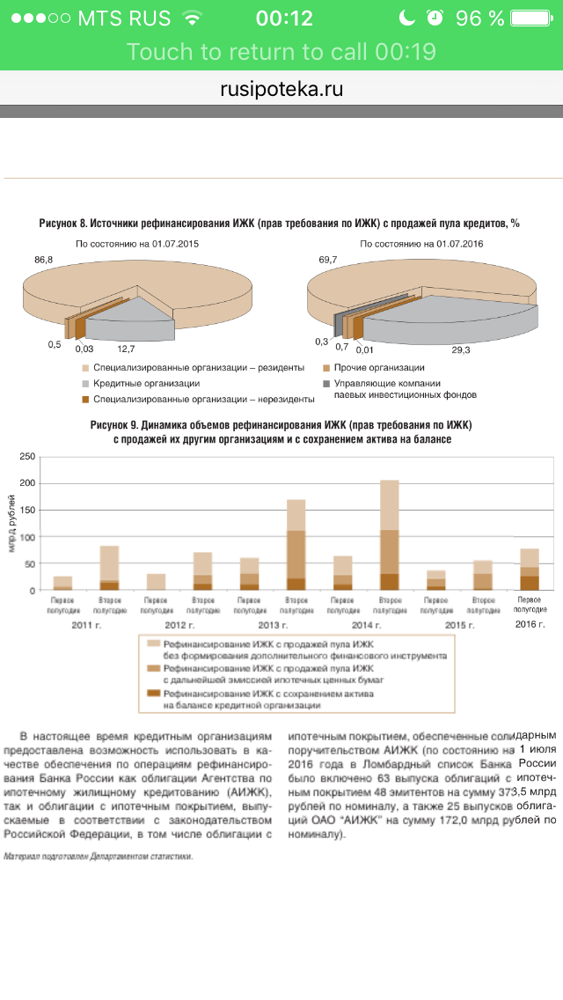 MTS RUS 00:12 96 %
Touch to return to call 00:19
rusipoteka.ru
Рисунок 8. Источники рефинансирования ИЖК (прав требования по ИЖК) с продажей пула кредитов, %
По состоянию на 01.07.2015
86,8
0,5
0,03
12,7
По состоянию на 01.07.2016
69,7
0,3
0,7
0,01
29,3
Специализированные организации – резиденты
Кредитные организации
Специализированные организации – нерезиденты
Прочие организации
Управляющие компании
паевых инвестиционных фондов
Рисунок 9. Динамика объемов рефинансирования ИЖК (прав требования по ИЖК)
с продажей их другим организациям и с сохранением актива на балансе
млрд рублей
250
200
150
100
50
0
Первое Второе Первое Второе Первое Второе Первое Второе Первое Второе Первое
полугодие полугодие полугодие полугодие полугодие полугодие полугодие полугодие полугодие полугодие полугодие
2011 г. 2012 г. 2013 г. 2014 г. 2015 г. 2016 г.
Рефинансирование ИЖК с продажей пула ИЖК
без формирования дополнительного финансового инструмента
Рефинансирование ИЖК с продажей пула ИЖК
с дальнейшей эмиссией ипотечных ценных бумаг
Рефинансирование ИЖК с сохранением актива
на балансе кредитной организации
В настоящее время кредитным организациям
предоставлена возможность использовать в ка-
честве обеспечения по операциям рефинансиро-
вания Банка России как облигации Агентства по
ипотечному жилищному кредитованию (АИЖК),
так и облигации с ипотечным покрытием, выпу-
скаемые в соответствии с законодательством
Российской Федерации, в том числе облигации с
ипотечным покрытием, обеспеченные солидарным
поручительством АИЖК (по состоянию на 1 июля
2016 года в Ломбардный список Банка России
было включено 63 выпуска облигаций с ипотеч-
ным покрытием 48 эмитентов на сумму 373,5 млрд
рублей по номиналу, а также 25 выпусков облига-
ций ОАО “АИЖК” на сумму 172,0 млрд рублей по
номиналу).
Материал подготовлен Департаментом статистики.